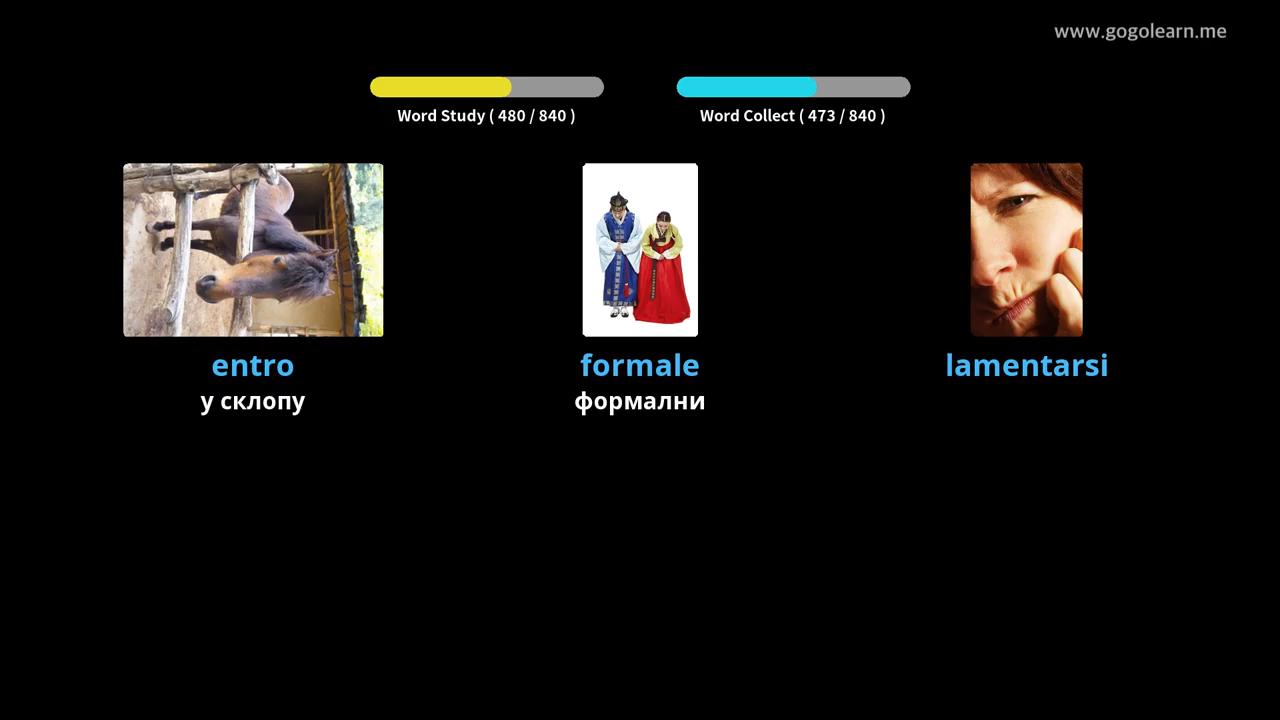 www.gogolearn.me
Word Study ( 480 / 840 )
Word Collect ( 473 / 840 )
entro
у склопу
formale
формални
lamentarsi